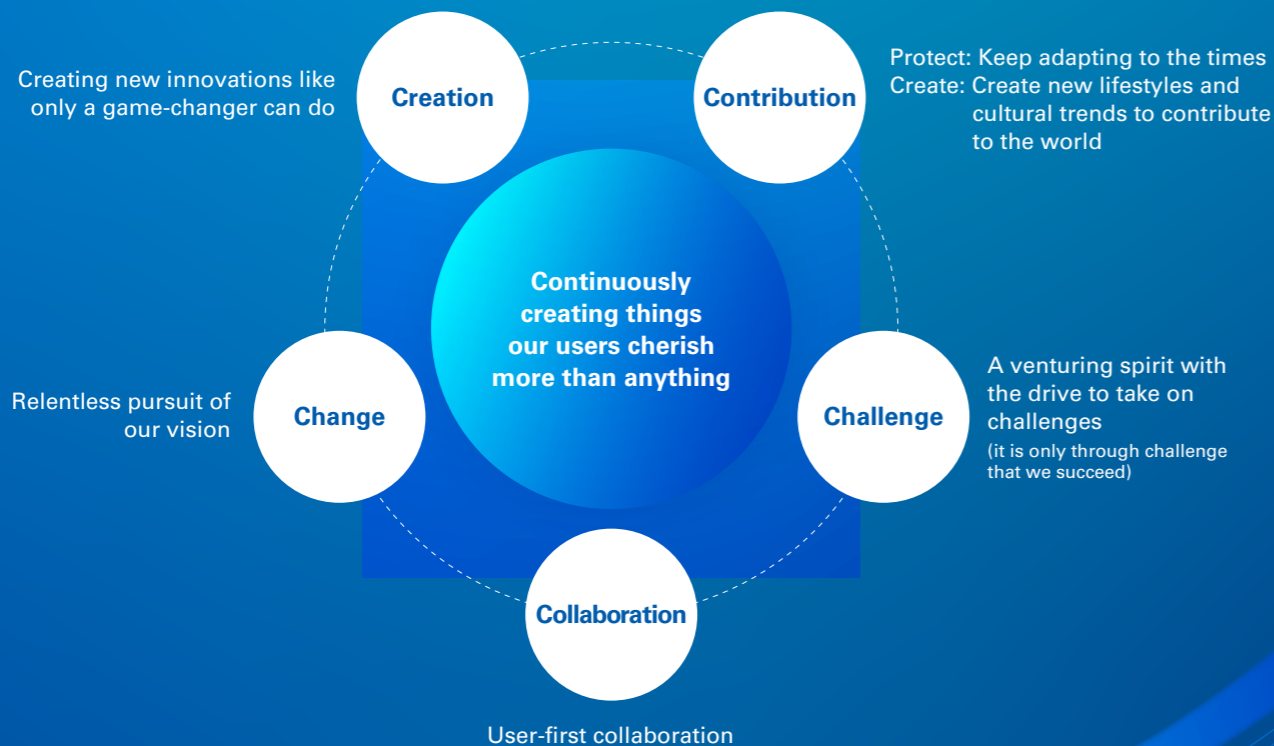 Creating new innovations like
only a game-changer can do
Creation
Contribution
Protect: Keep adapting to the times
Create: Create new lifestyles and
cultural trends to contribute
to the world
Continuously
creating things
our users cherish
more than anything
Relentless pursuit of
our vision
Change
Challenge
A venturing spirit with
the drive to take on
challenges
(it is only through challenge
that we succeed)
Collaboration
User-first collaboration